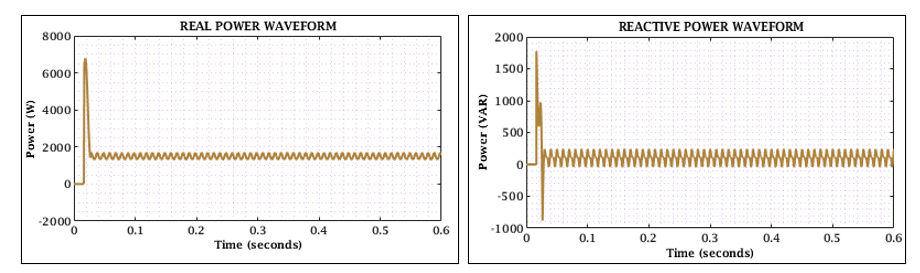 REAL POWER WAVEFORM
8000
6000
4000
2000
0
-2000
Power (W)
0 0.1 0.2 0.3 0.4 0.5 0.6
Time (seconds)
REACTIVE POWER WAVEFORM
2000
1500
1000
500
0
-500
-1000
Power (VAR)
0 0.1 0.2 0.3 0.4 0.5 0.6
Time (seconds)